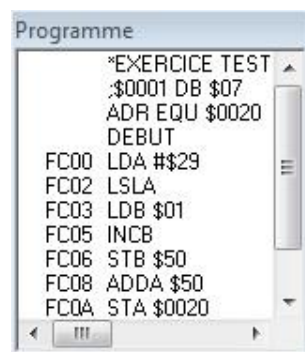 Programme
*EXERCICE TEST
;$0001 DB $07
ADR EQU $0020
DEBUT
FC00 LDA #$29
FC02 LSLA
FC03 LDB $01
FC05 INCB
FC06 STB $50
FC08 ADDA $50
FC0A STA $0020